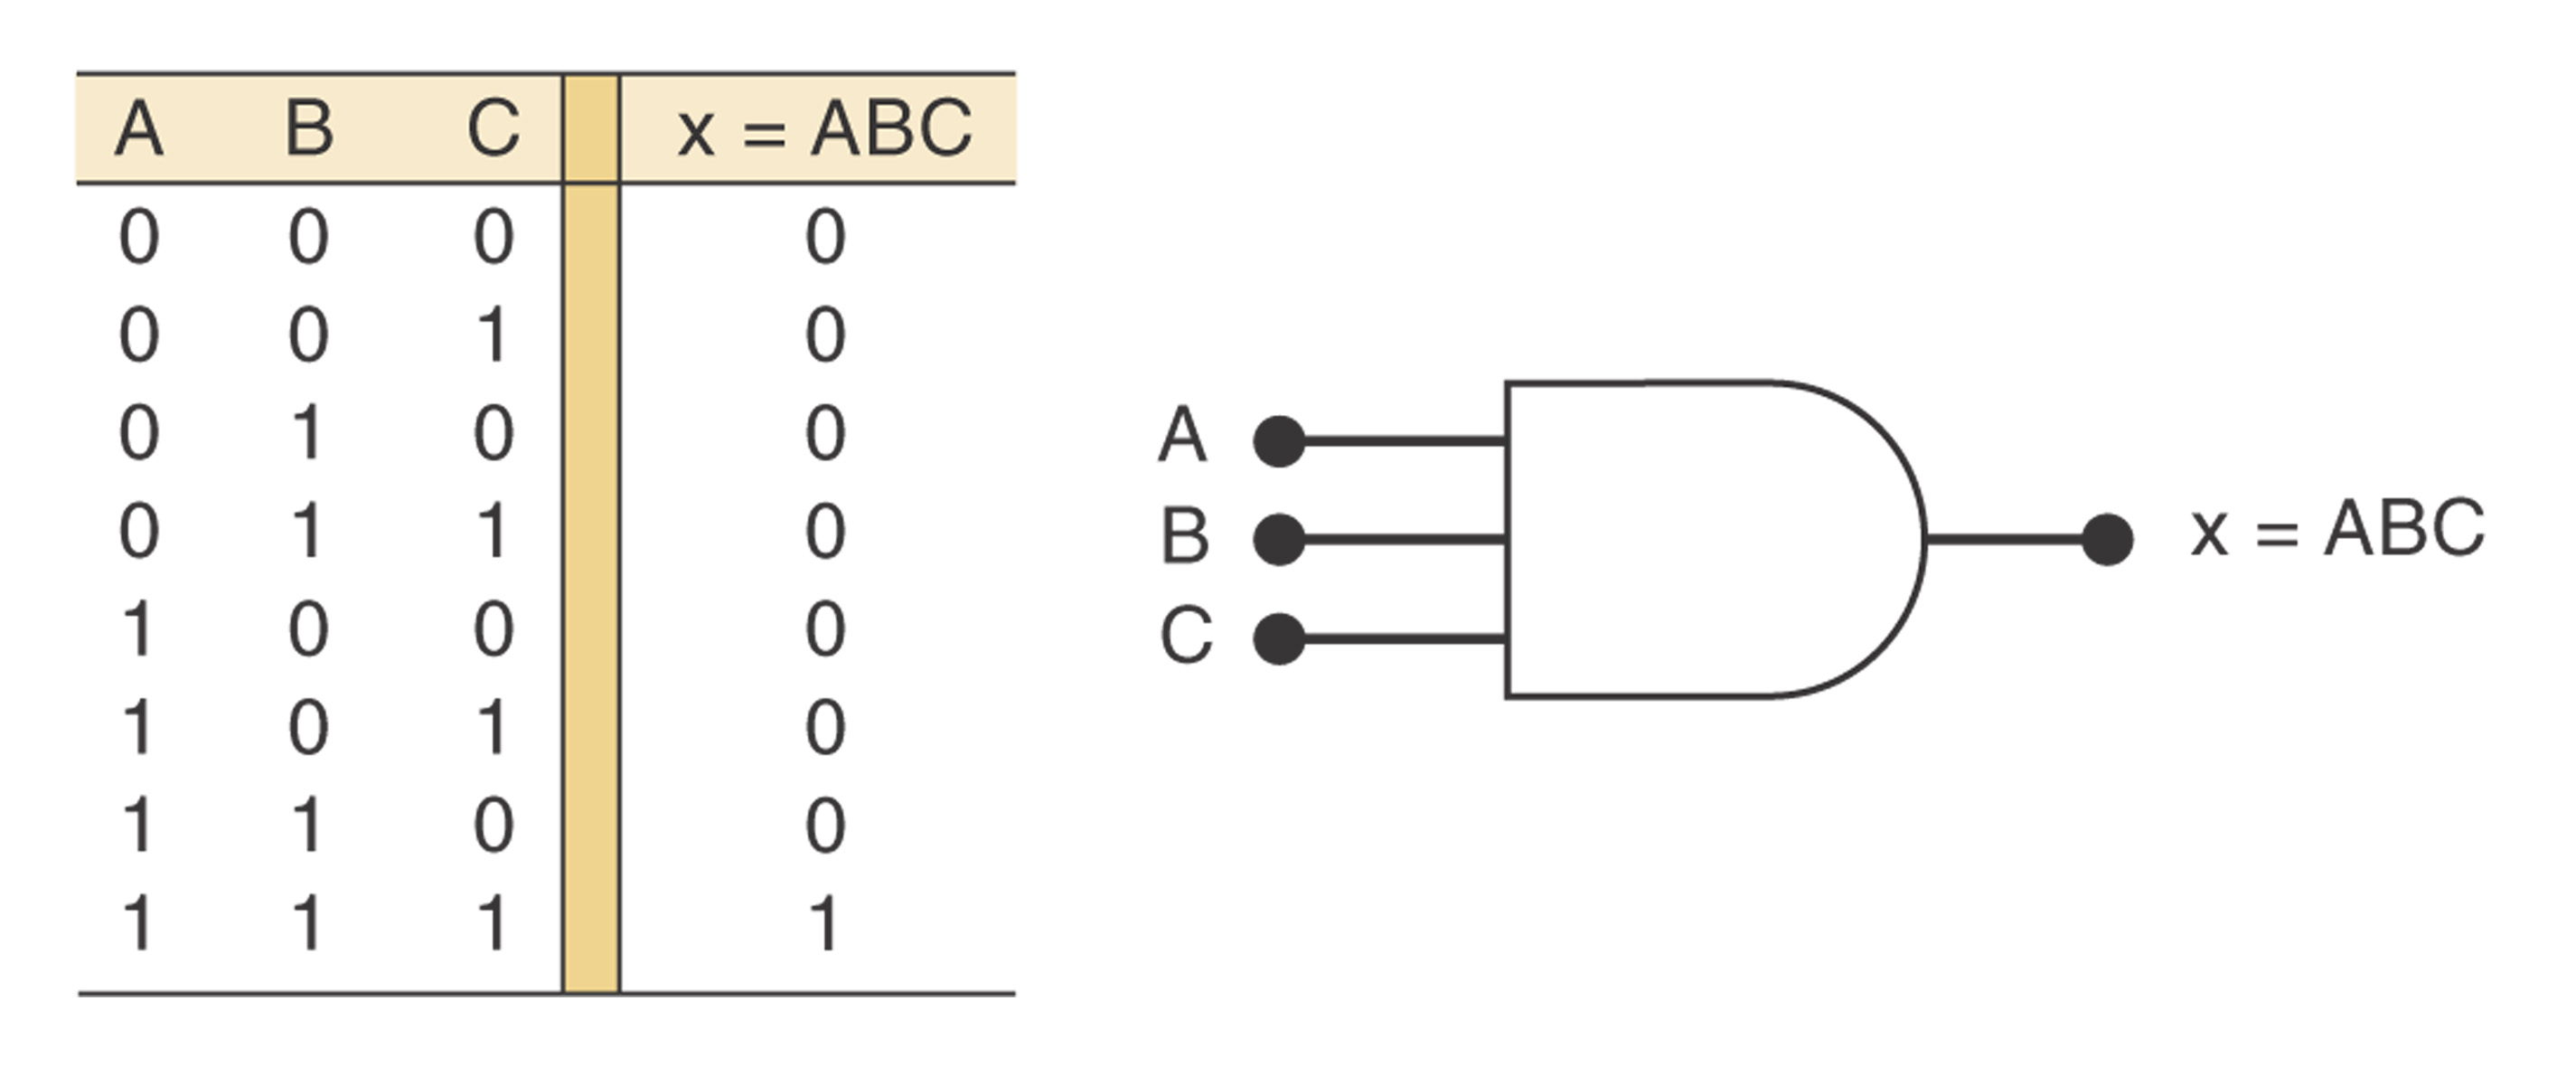 A B C x = ABC
0 0 0 0
0 0 1 0
0 1 0 0
0 1 1 0
1 0 0 0
1 0 1 0
1 1 0 0
1 1 1 1
A
B
C
x = ABC